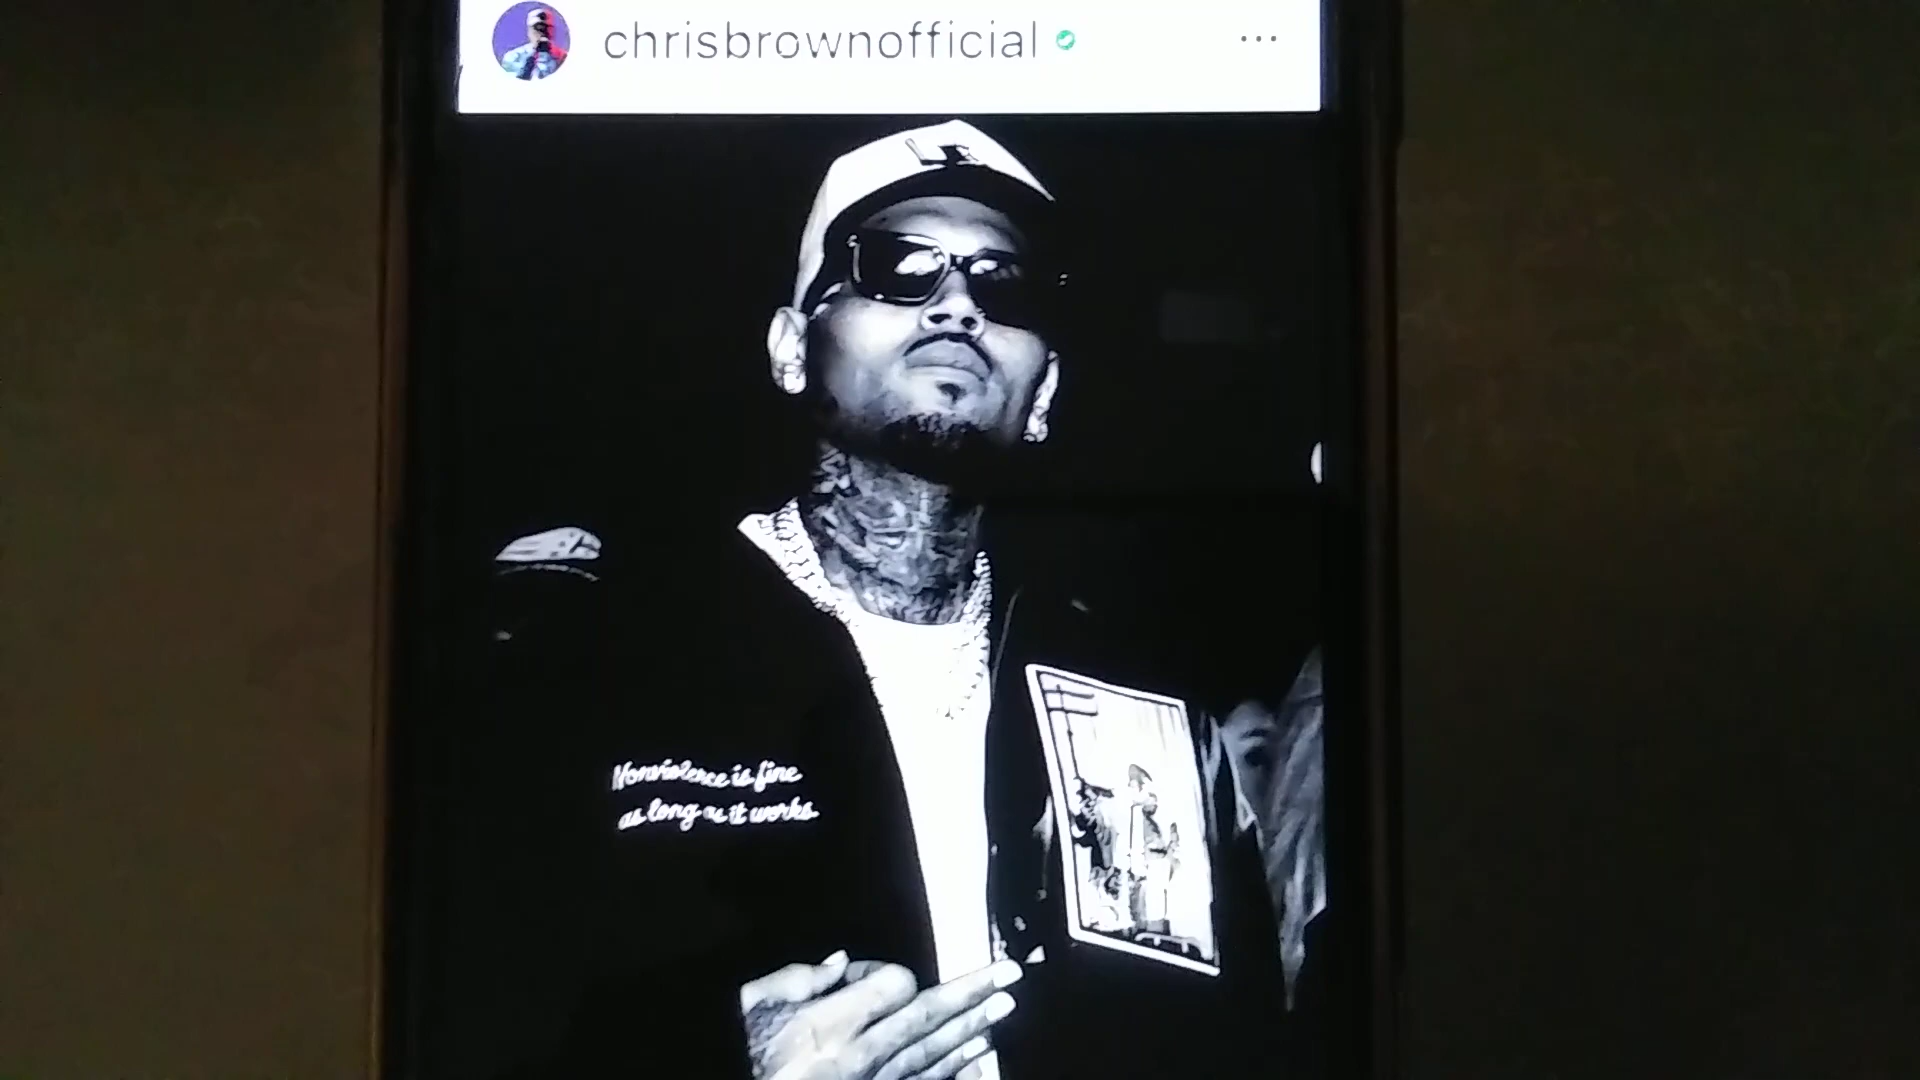 chrisbrownofficial
Nonviolence is fine
as long as it works